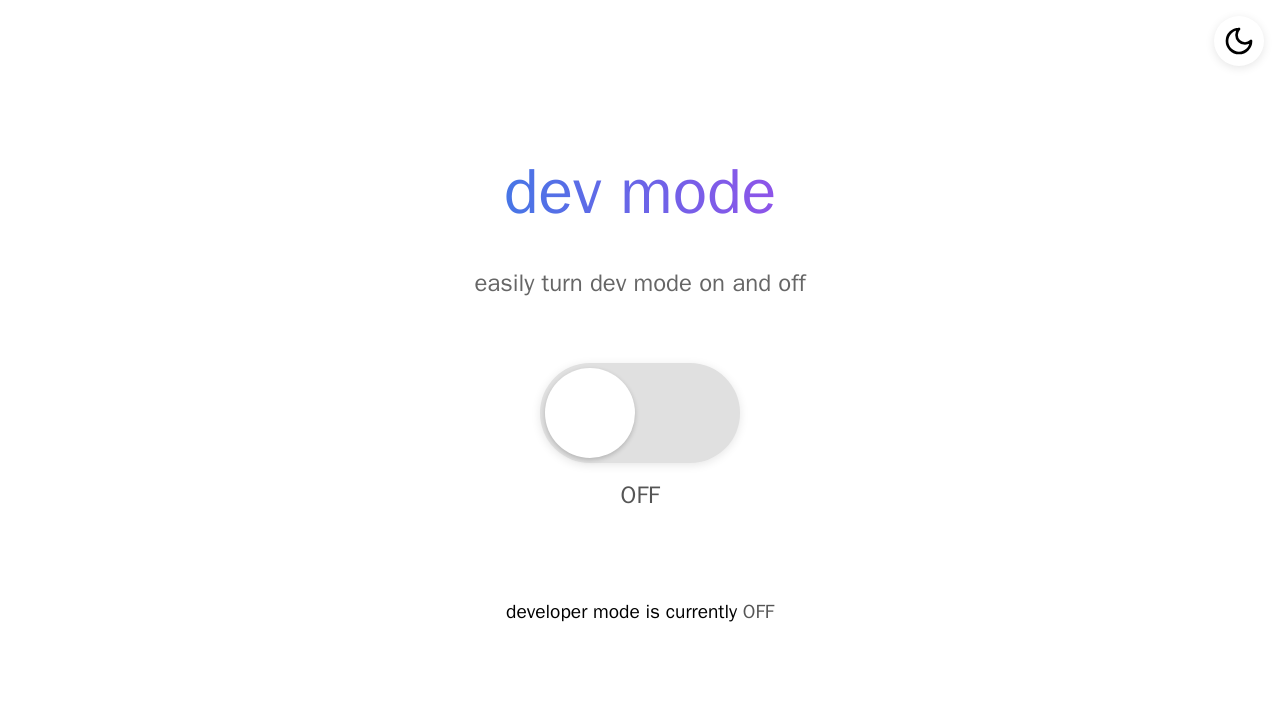 dev mode
easily turn dev mode on and off
OFF
developer mode is currently OFF